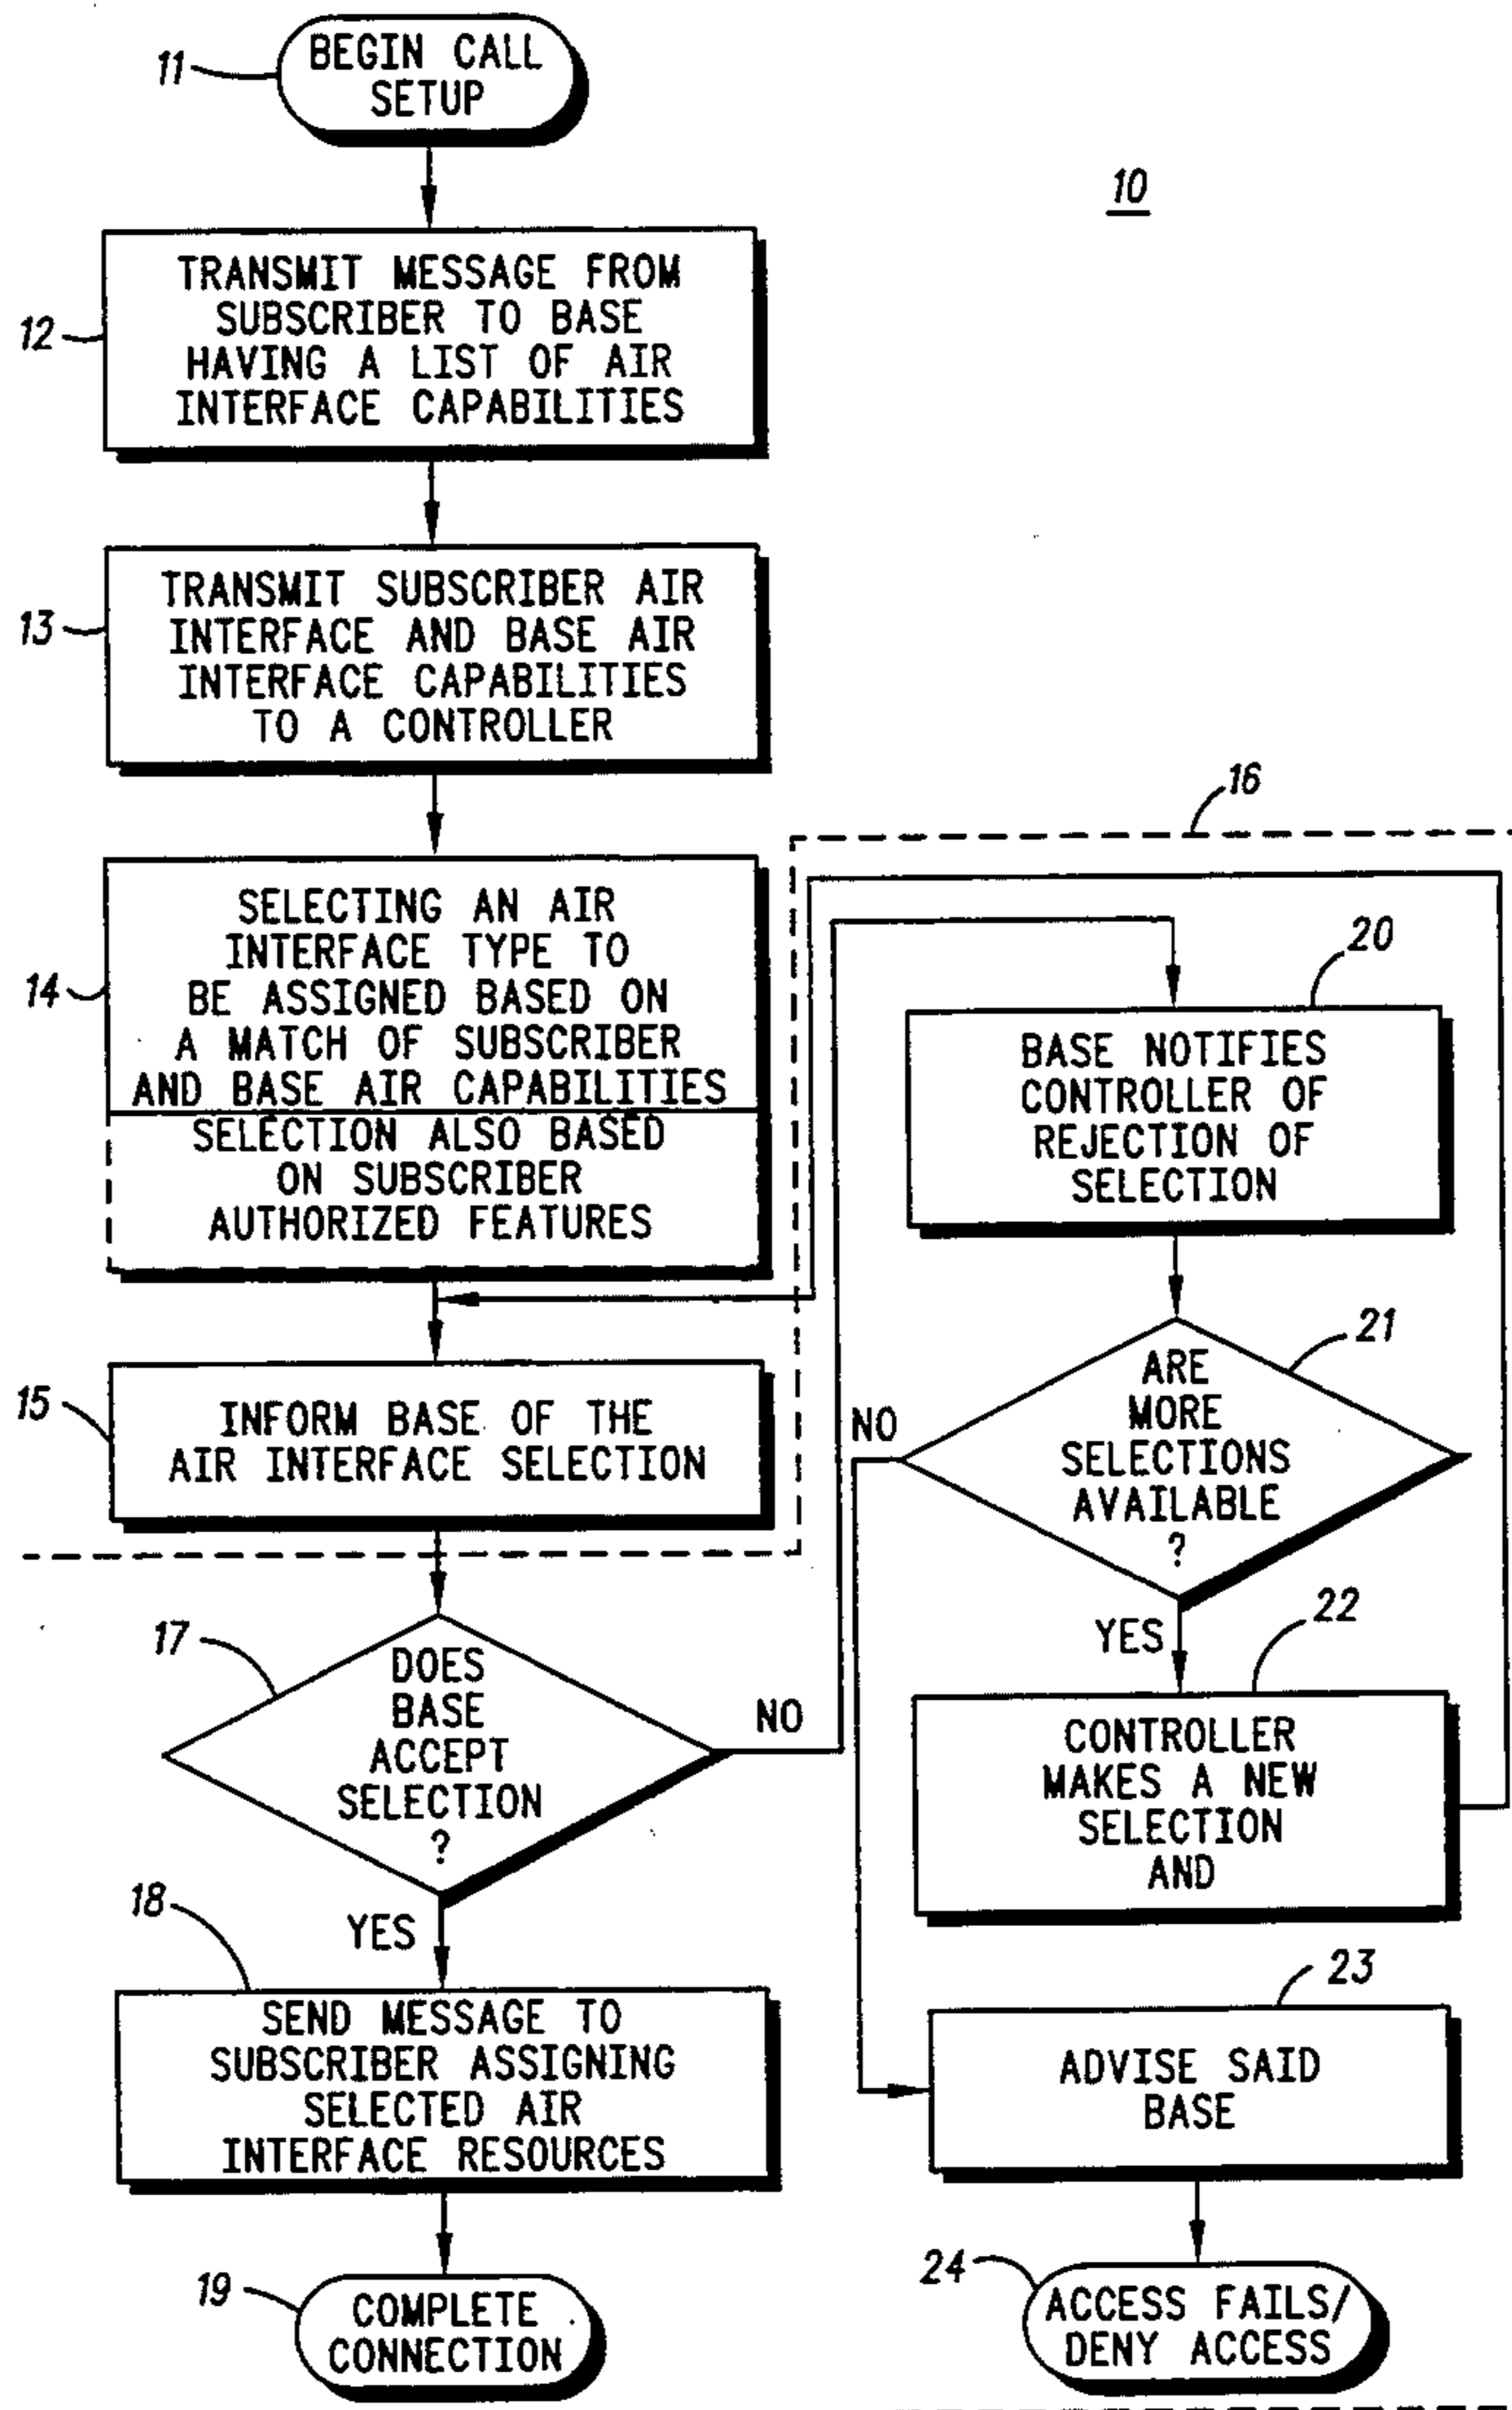 11
BEGIN CALL
SETUP
10
12
TRANSMIT MESSAGE FROM
SUBSCRIBER TO BASE
HAVING A LIST OF AIR
INTERFACE CAPABILITIES
13
TRANSMIT SUBSCRIBER AIR
INTERFACE AND BASE AIR
INTERFACE CAPABILITIES
TO A CONTROLLER
14
SELECTING AN AIR
INTERFACE TYPE TO
BE ASSIGNED BASED ON
A MATCH OF SUBSCRIBER
AND BASE AIR CAPABILITIES
SELECTION ALSO BASED
ON SUBSCRIBER
AUTHORIZED FEATURES
15
INFORM BASE OF THE
AIR INTERFACE SELECTION
16
17
DOES
BASE
ACCEPT
SELECTION
?
NO
YES
18
SEND MESSAGE TO
SUBSCRIBER ASSIGNING
SELECTED AIR
INTERFACE RESOURCES
19
COMPLETE
CONNECTION
20
BASE NOTIFIES
CONTROLLER OF
REJECTION OF
SELECTION
21
ARE
MORE
SELECTIONS
AVAILABLE
?
NO
YES
22
CONTROLLER
MAKES A NEW
SELECTION
AND
23
ADVISE SAID
BASE
24
ACCESS FAILS/
DENY ACCESS